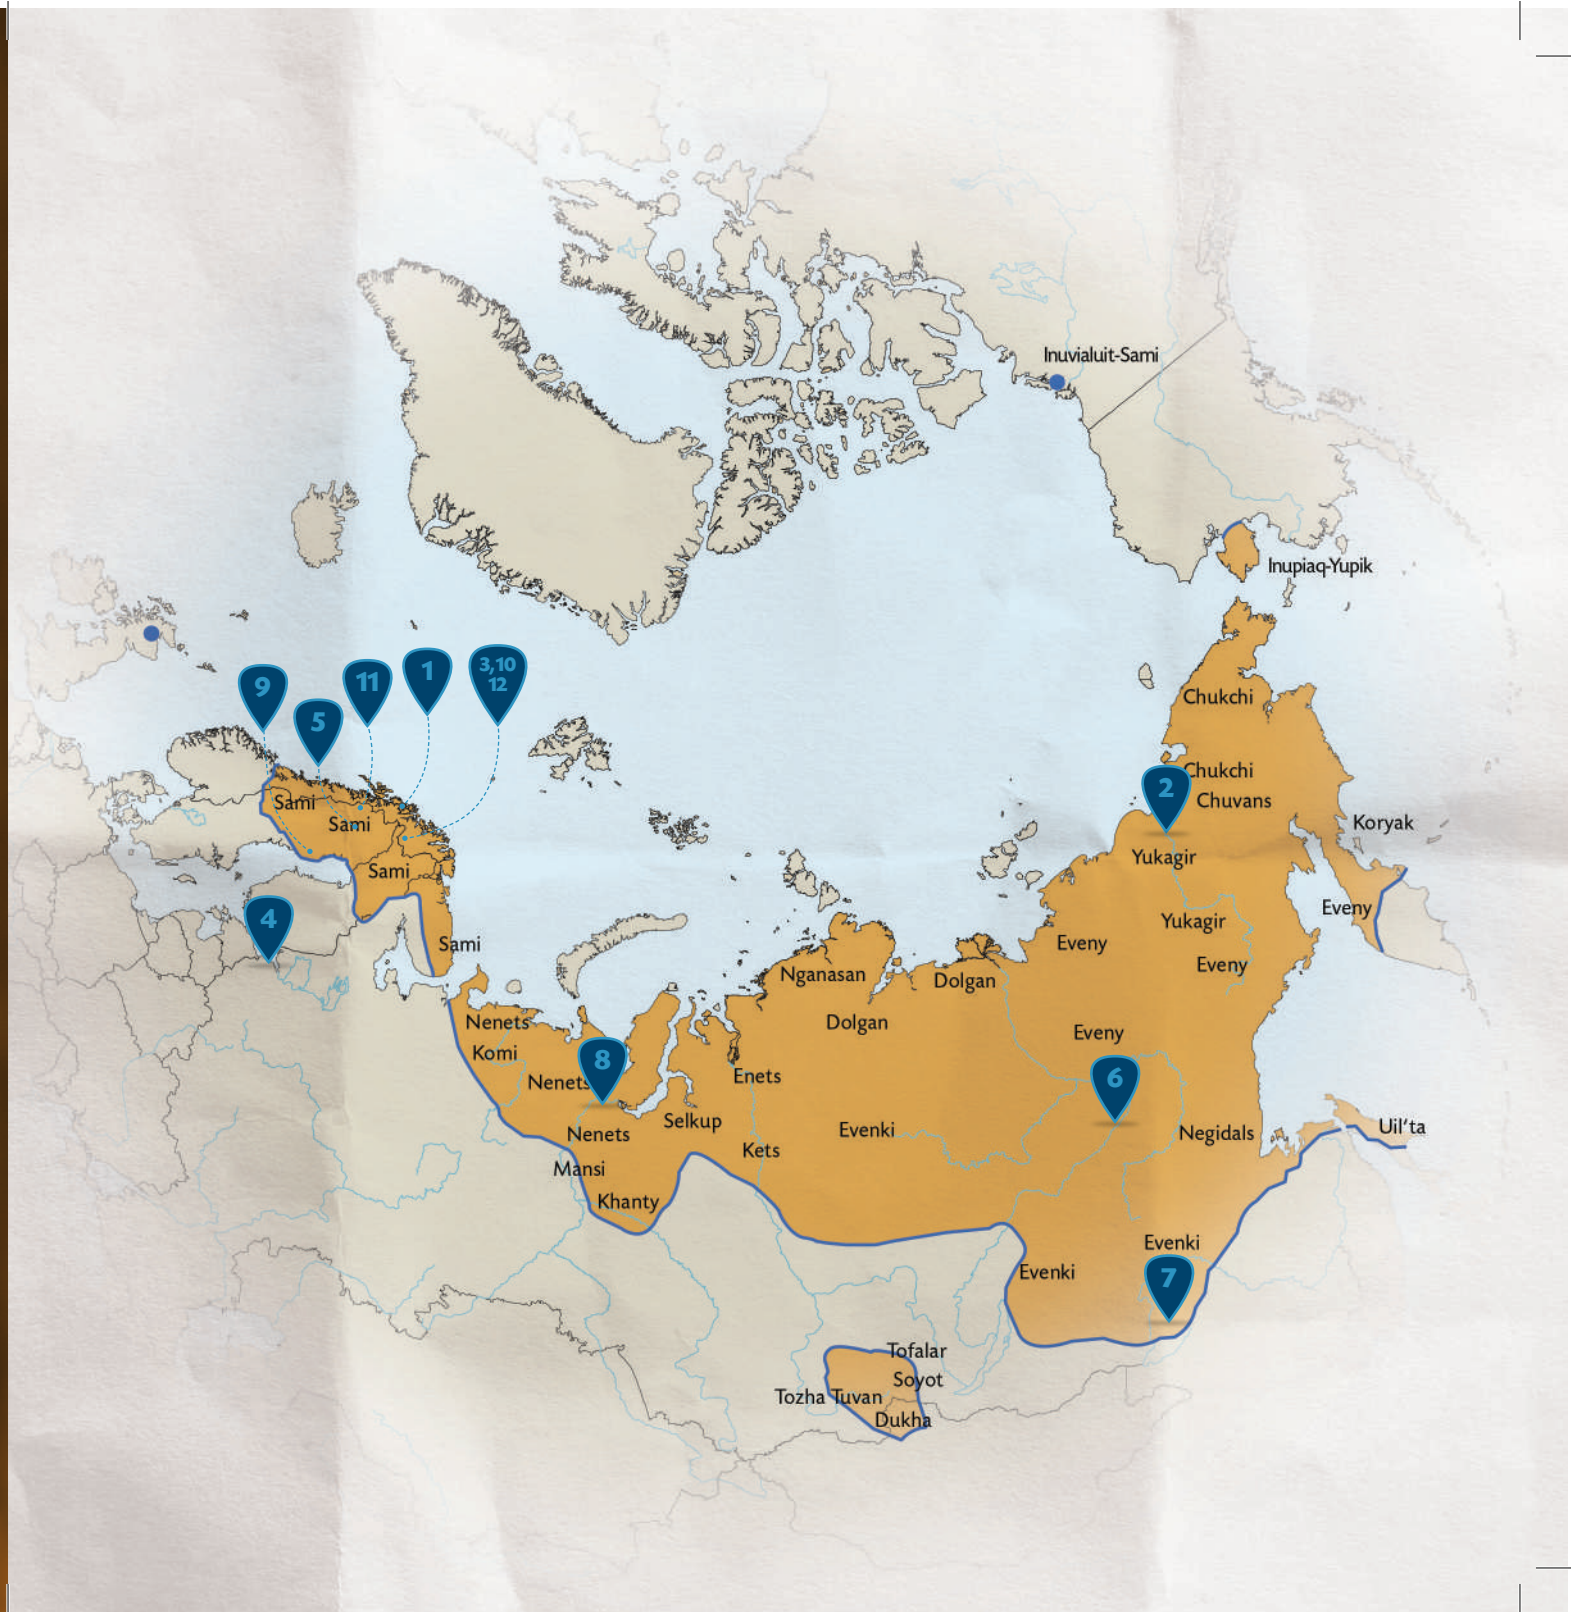 Inuvialuit-Sami
Inupiaq-Yupik
3,10
12
1
11
9
5
Chukchi
Chukchi
2
Chuvans
Sami
Sami
Koryak
Yukagir
Sami
4
Eveny
Yukagir
Sami
Eveny
Eveny
Nganasan
Dolgan
Nenets
Dolgan
Eveny
Komi
8
Nenets
Enets
6
Selkup
Uil'ta
Nenets
Evenki
Negidals
Kets
Mansi
Khanty
Evenki
Evenki
7
Tofalar
Soyot
Tozha Tuvan
Dukha